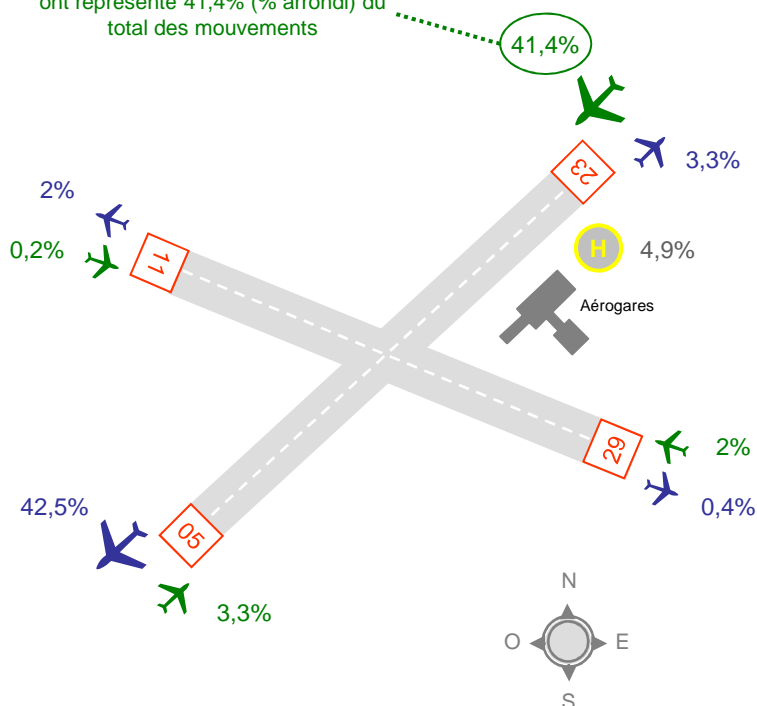 ont représenté 41,4% (% arrondi) du
total des mouvements
41,4%
23
3,3%
2%
0,2%
11
H
4,9%
Aérogares
29
2%
0,4%
42,5%
05
3,3%
N
O
E
S